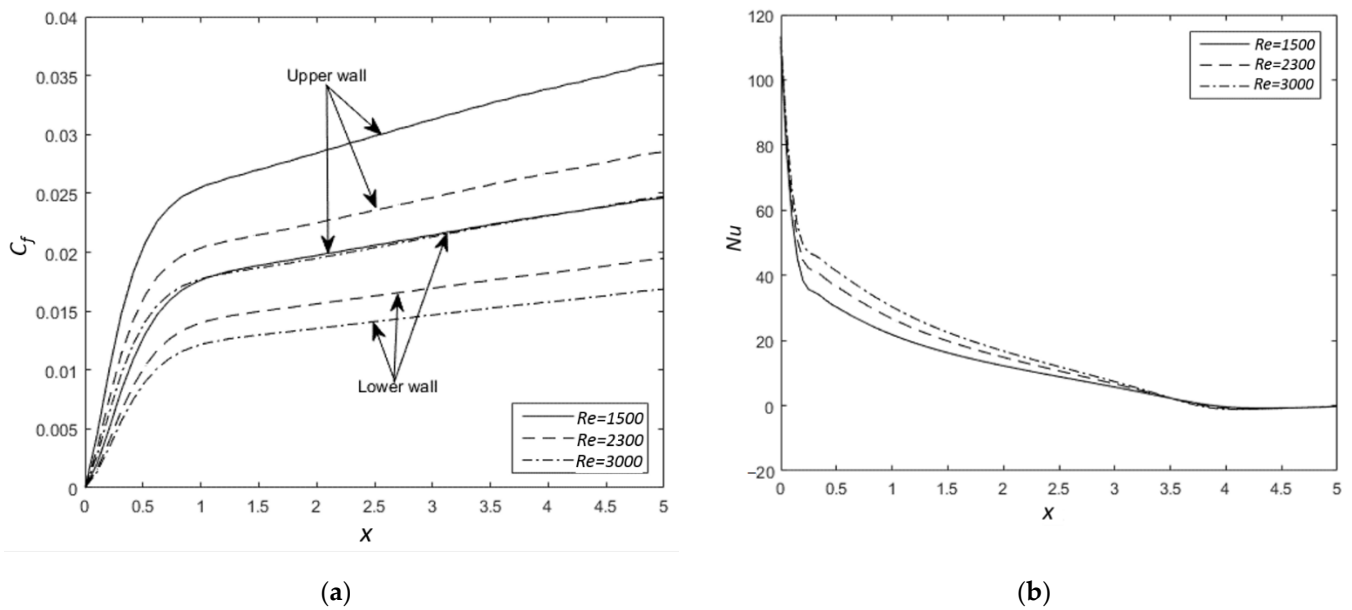 0.04
0.035
0.03
0.025
0.02
0.015
0.01
0.005
0
C_f
Upper wall
Lower wall
Re=1500
Re=2300
Re=3000
0 0.5 1 1.5 2 2.5 3 3.5 4 4.5 5
x
(a)
120
100
80
60
40
20
0
−20
Nu
Re=1500
Re=2300
Re=3000
0 0.5 1 1.5 2 2.5 3 3.5 4 4.5 5
x
(b)